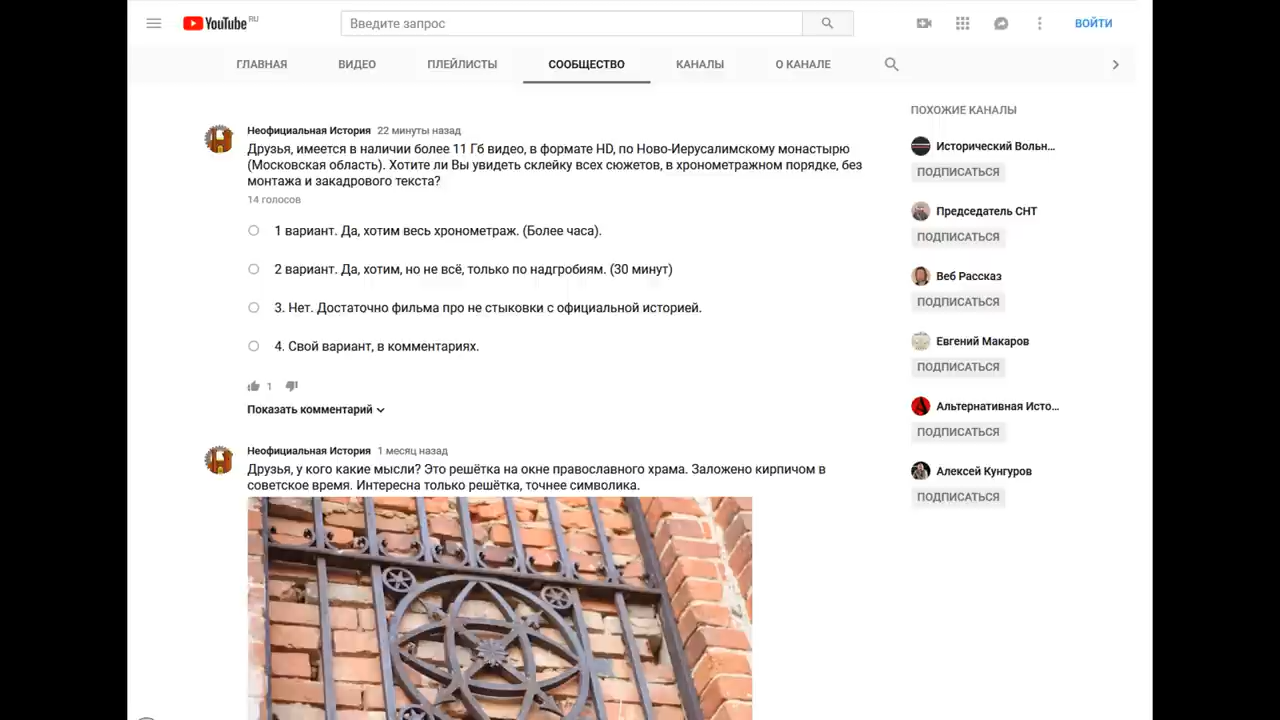 YouTube RU
Введите запрос
ВОЙТИ
ГЛАВНАЯ ВИДЕО ПЛЕЙЛИСТЫ СООБЩЕСТВО КАНАЛЫ О КАНАЛЕ
Неофициальная История 22 минуты назад
Друзья, имеется в наличии более 11 Гб видео, в формате HD, по Ново-Иерусалимскому монастырю
(Московская область). Хотите ли Вы увидеть склейку всех сюжетов, в хронометражном порядке, без
монтажа и закадрового текста?
14 голосов
1 вариант. Да, хотим весь хронометраж. (Более часа).
2 вариант. Да, хотим, но не всё, только по надгробиям. (30 минут)
3. Нет. Достаточно фильма про не стыковки с официальной историей.
4. Свой вариант, в комментариях.
1
Показать комментарий
Неофициальная История 1 месяц назад
Друзья, у кого какие мысли? Это решётка на окне православного храма. Заложено кирпичом в
советское время. Интересна только решётка, точнее символика.
ПОХОЖИЕ КАНАЛЫ
Исторический Вольн...
ПОДПИСАТЬСЯ
Председатель СНТ
ПОДПИСАТЬСЯ
Веб Рассказ
ПОДПИСАТЬСЯ
Евгений Макаров
ПОДПИСАТЬСЯ
Альтернативная Исто...
ПОДПИСАТЬСЯ
Алексей Кунгуров
ПОДПИСАТЬСЯ